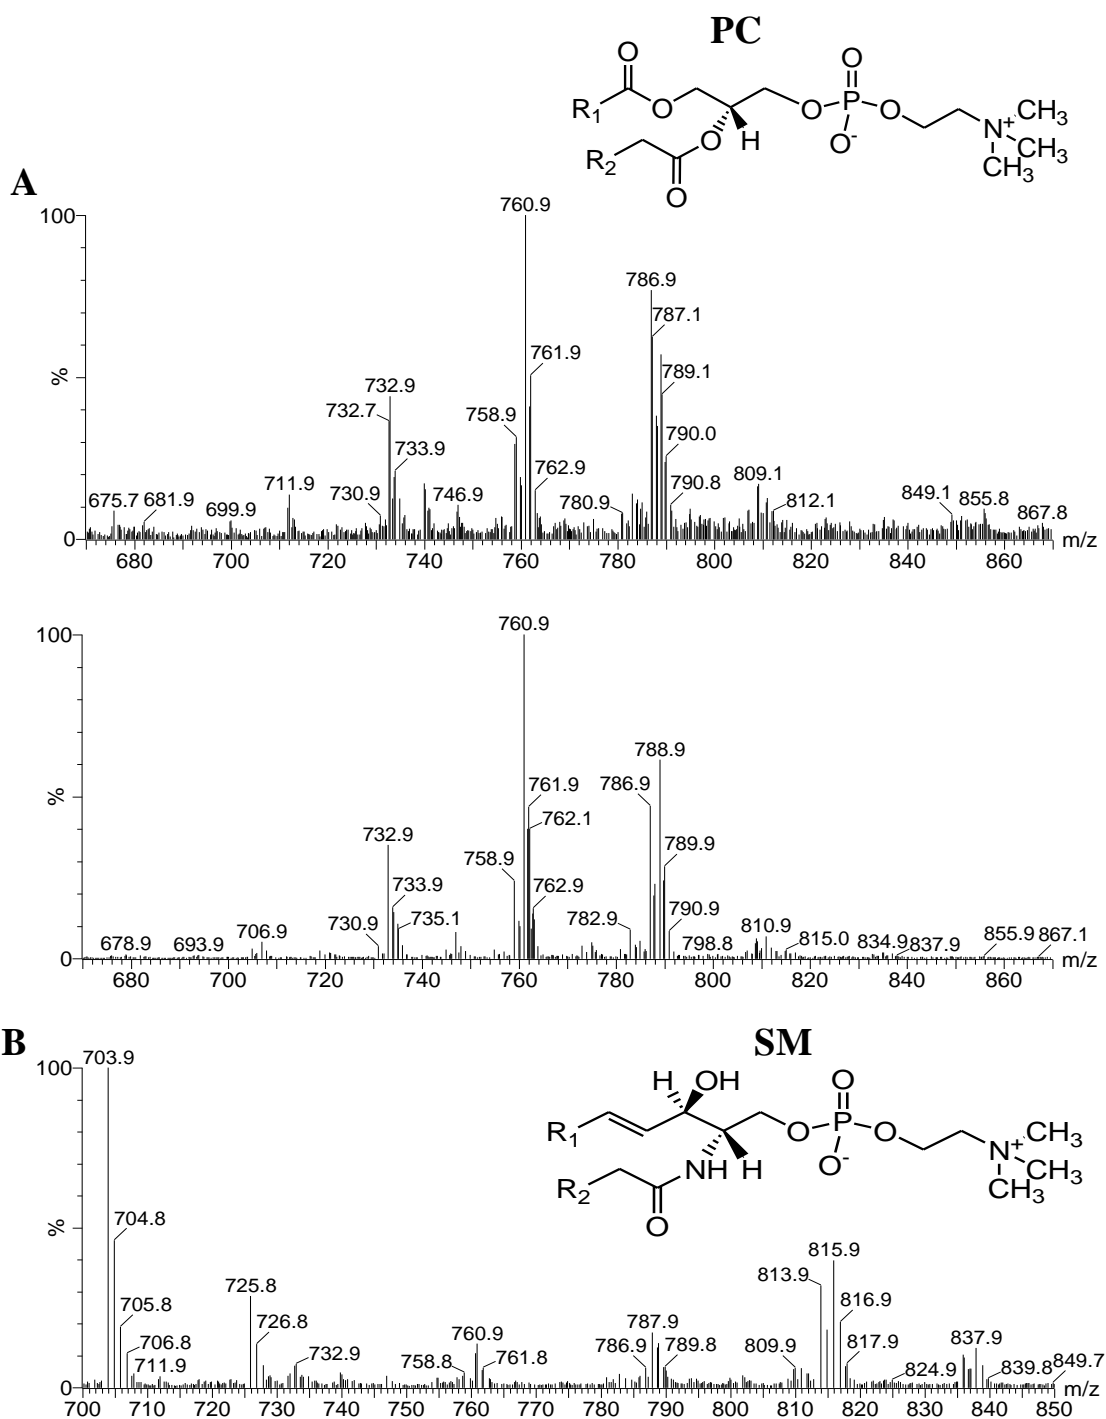 PC
O
R1
O
O
P
O
O
N+
CH3
CH3
CH3
O-
H
O
R2
O
A
100
%
0
760.9
786.9
787.1
761.9
789.1
732.9
732.7
758.9
790.0
733.9
762.9
809.1
711.9
730.9
746.9
780.9
790.8
812.1
675.7
681.9
699.9
849.1
855.8
867.8
680 700 720 740 760 780 800 820 840 860 m/z
100
%
0
760.9
788.9
761.9
786.9
762.1
732.9
789.9
758.9
733.9
762.9
735.1
730.9
706.9
782.9
790.9
810.9
678.9
693.9
798.8
815.0
834.9
837.9
855.9
867.1
680 700 720 740 760 780 800 820 840 860 m/z
B
SM
H
OH
O
R1
O
P
O
O-
N+
CH3
CH3
CH3
NH
H
R2
O
100
%
0
703.9
704.8
705.8
706.8
711.9
725.8
726.8
732.9
758.8
760.9
761.8
786.9
787.9
789.8
809.9
813.9
815.9
816.9
817.9
824.9
837.9
839.8
849.7
700 710 720 730 740 750 760 770 780 790 800 810 820 830 840 850 m/z